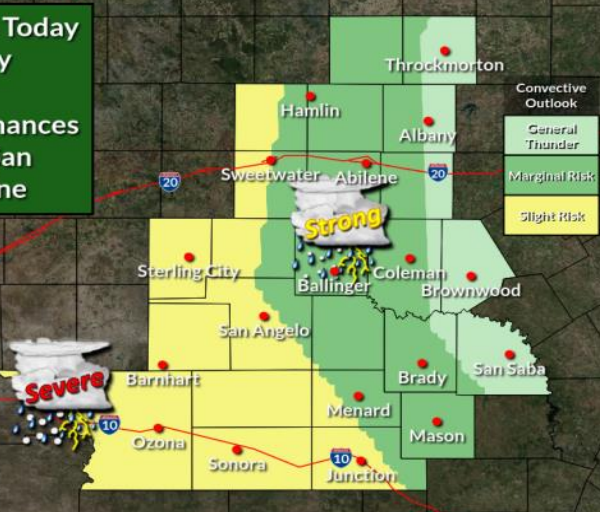 Today
y
hances
an
ne
Throckmorton
Convective
Outlook
General
Thunder
Marginal Risk
Slight Risk
Hamlin
Albany
Sweetwater
Abilene
20
20
Strong
Sterling City
Coleman
Ballinger
Brownwood
San Angelo
Severe
Barnhart
Brady
San Saba
Menard
Mason
10
Ozona
Sonora
10
Junction